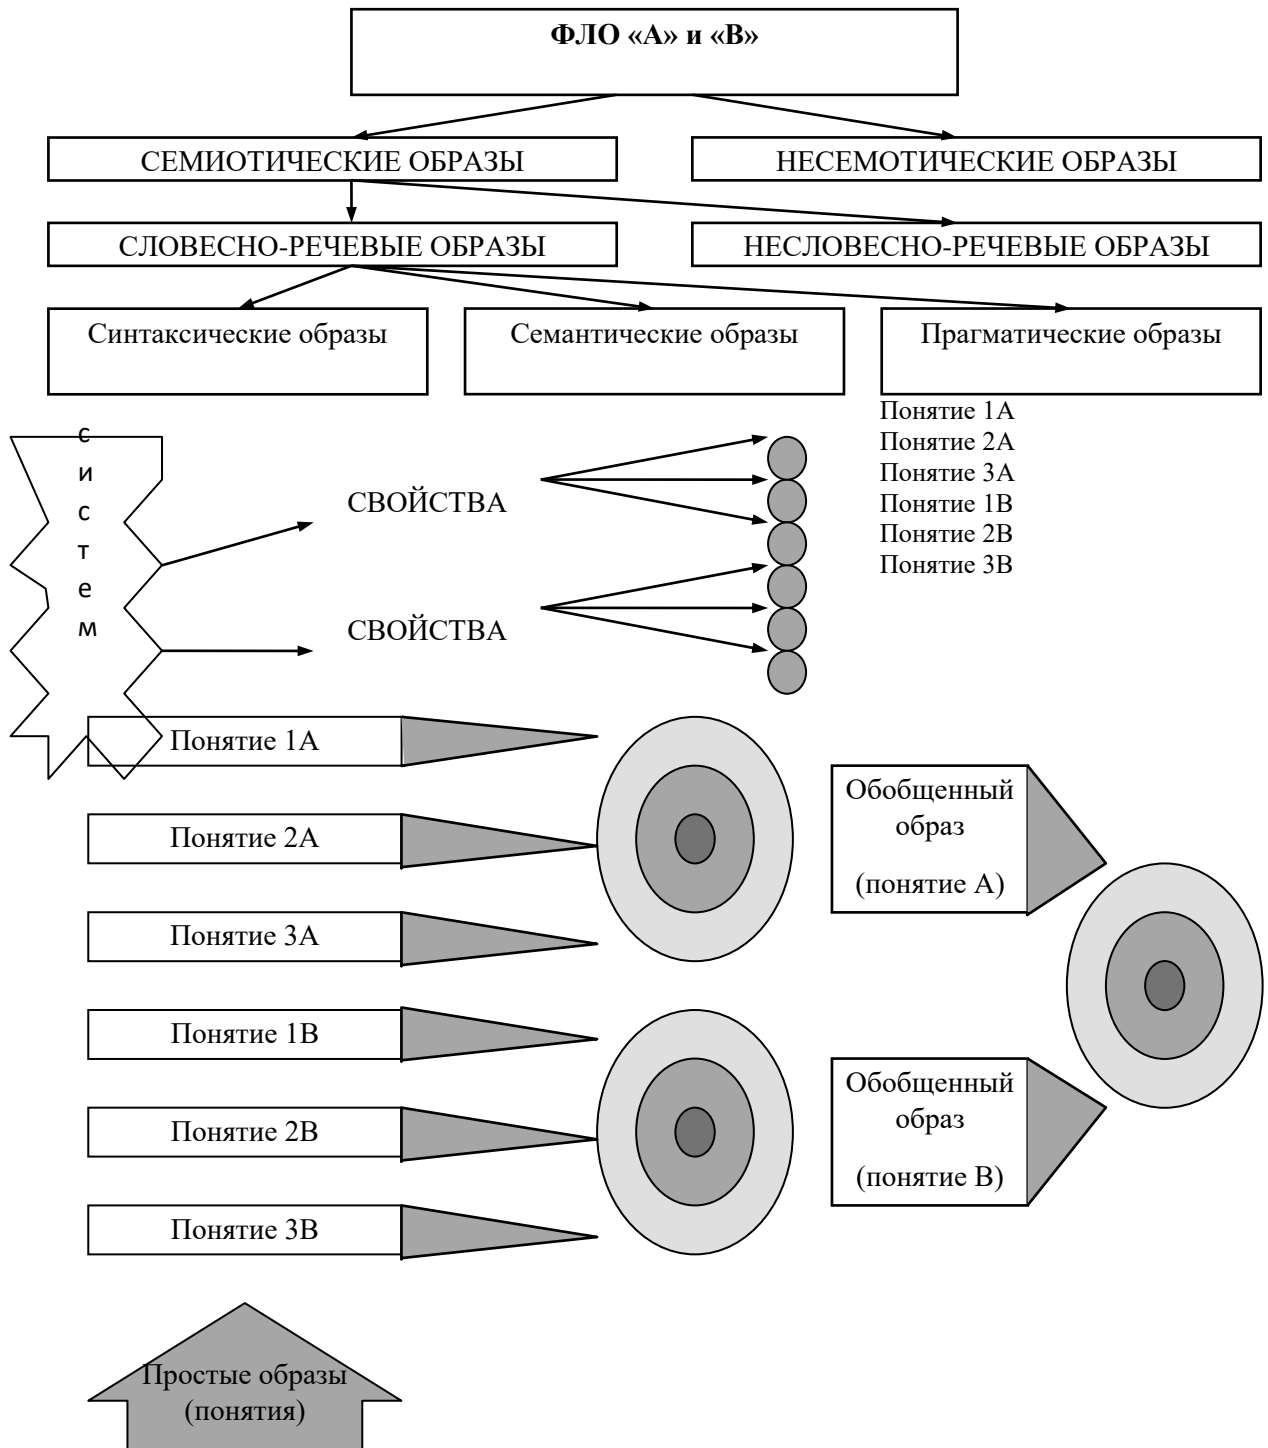 ФЛО «А» и «В»
СЕМИОТИЧЕСКИЕ ОБРАЗЫ
НЕСЕМОТИЧЕСКИЕ ОБРАЗЫ
СЛОВЕСНО-РЕЧЕВЫЕ ОБРАЗЫ
НЕСЛОВЕСНО-РЕЧЕВЫЕ ОБРАЗЫ
Синтаксические образы
Семантические образы
Прагматические образы
Понятие 1А
Понятие 2А
Понятие 3А
Понятие 1В
Понятие 2В
Понятие 3В
с
и
с
т
е
м
СВОЙСТВА
СВОЙСТВА
Понятие 1А
Понятие 2А
Понятие 3А
Понятие 1В
Понятие 2В
Понятие 3В
Обобщенный
образ
(понятие А)
Обобщенный
образ
(понятие В)
Простые образы
(понятия)